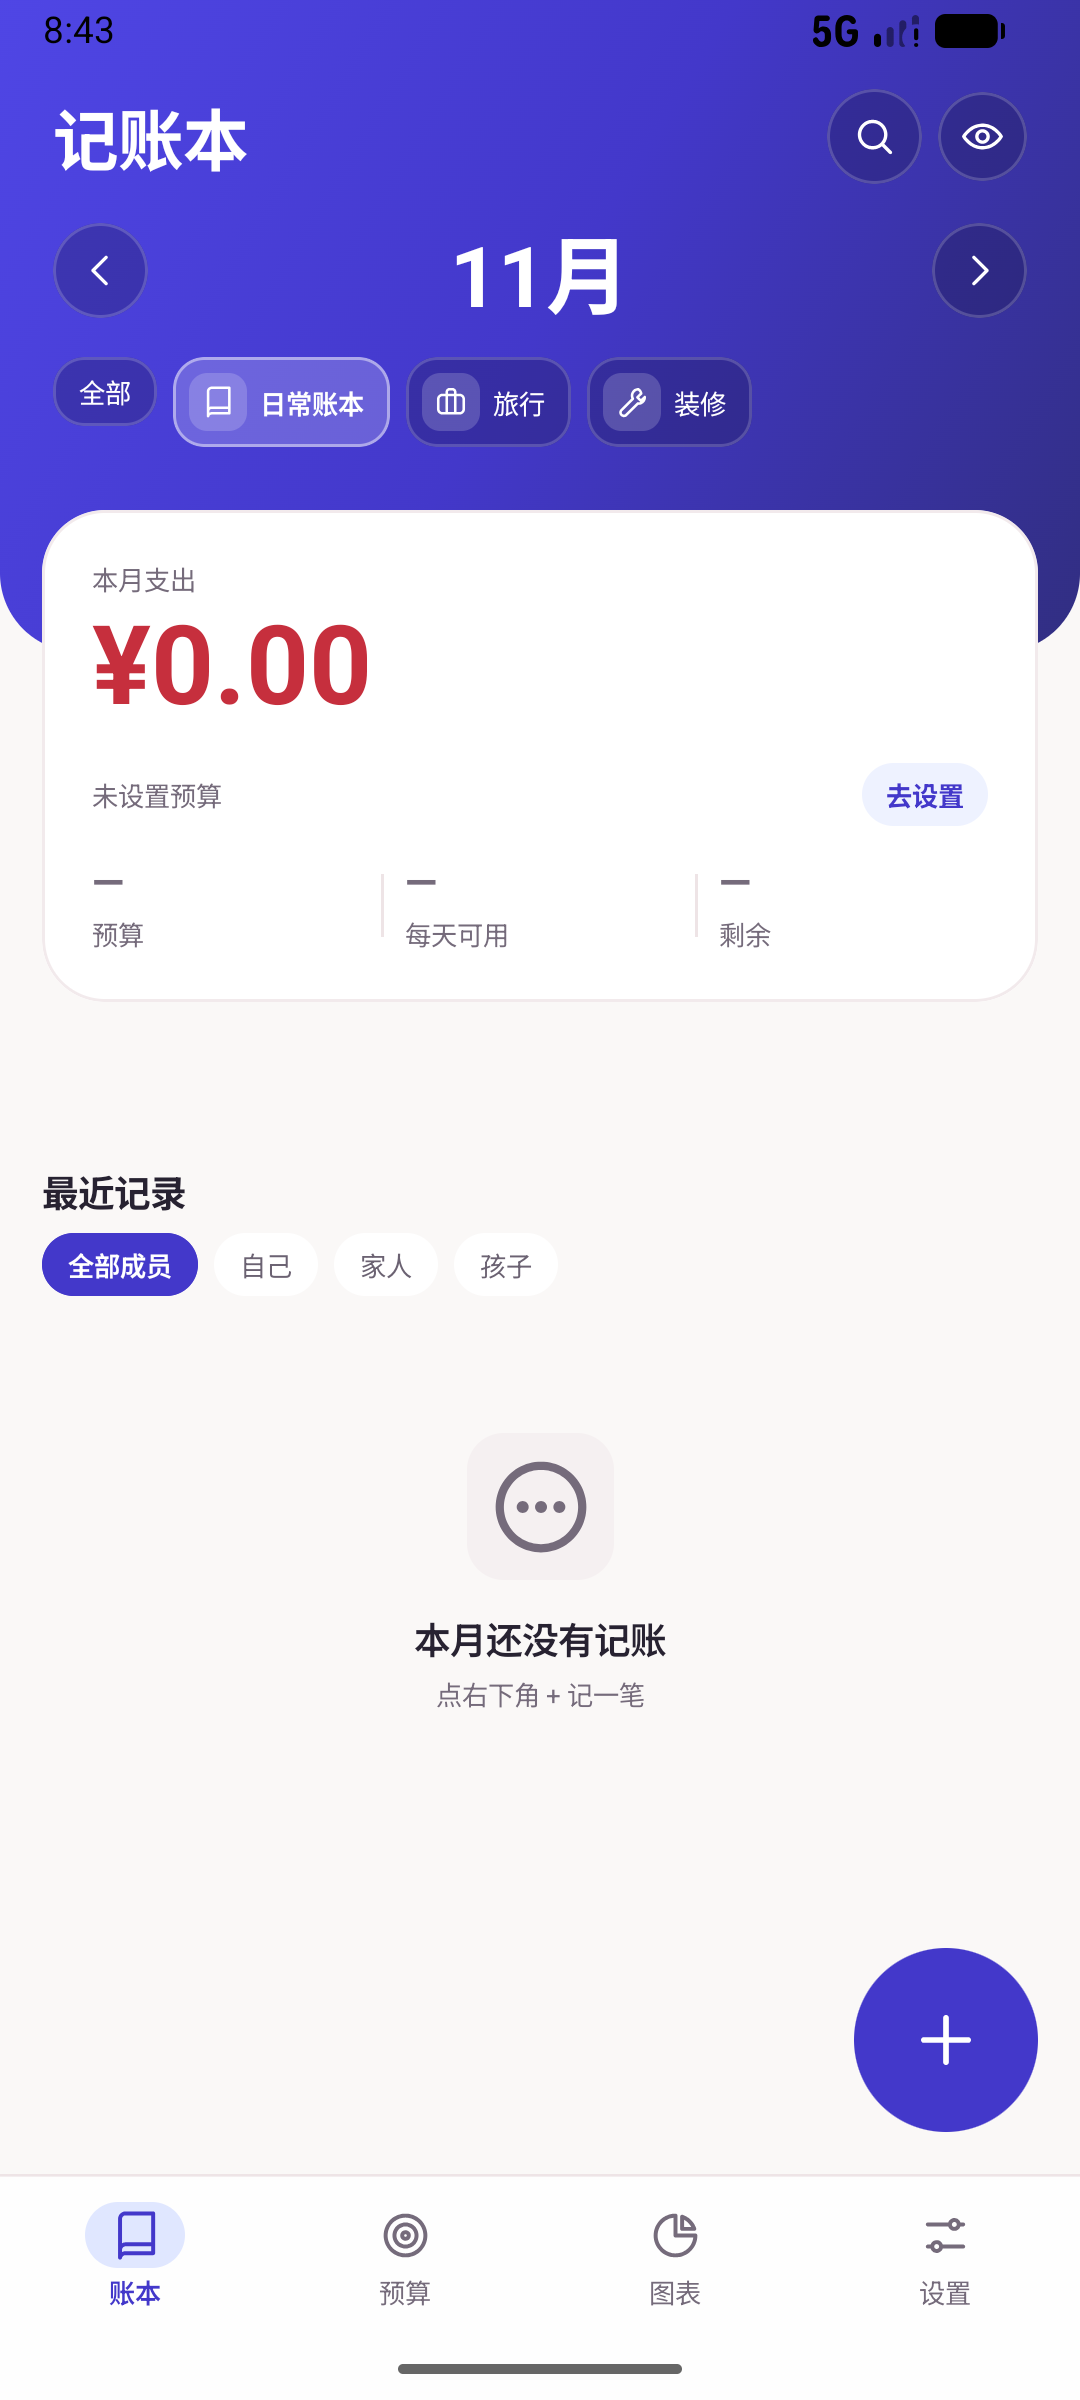 8:43
5G
记账本
11月
全部
日常账本
旅行
装修
本月支出
¥0.00
未设置预算
去设置
—
—
—
预算
每天可用
剩余
最近记录
全部成员
自己
家人
孩子
本月还没有记账
点右下角 + 记一笔
账本
预算
图表
设置